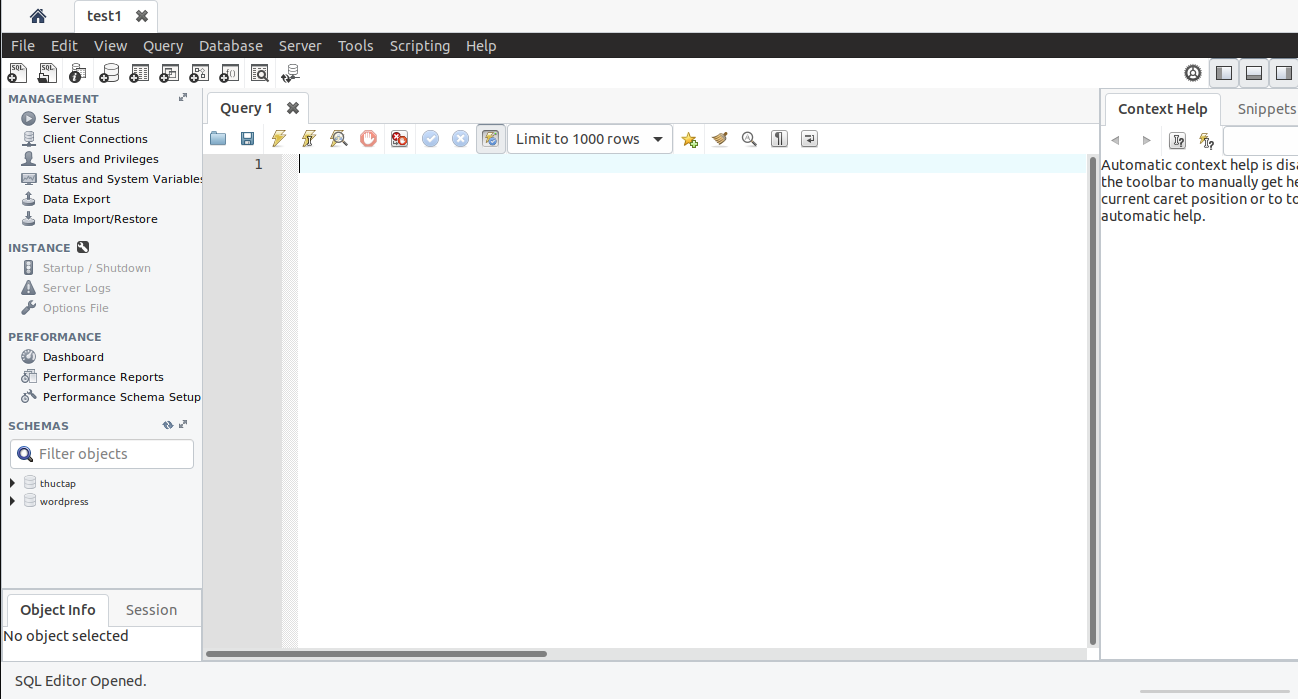 test1
File Edit View Query Database Server Tools Scripting Help
MANAGEMENT
Server Status
Client Connections
Users and Privileges
Status and System Variables
Data Export
Data Import/Restore
INSTANCE
Startup / Shutdown
Server Logs
Options File
PERFORMANCE
Dashboard
Performance Reports
Performance Schema Setup
SCHEMAS
Filter objects
thuctap
wordpress
Object Info Session
No object selected
Query 1
Limit to 1000 rows
1
Context Help Snippets
Automatic context help is disa
the toolbar to manually get he
current caret position or to to
automatic help.
SQL Editor Opened.